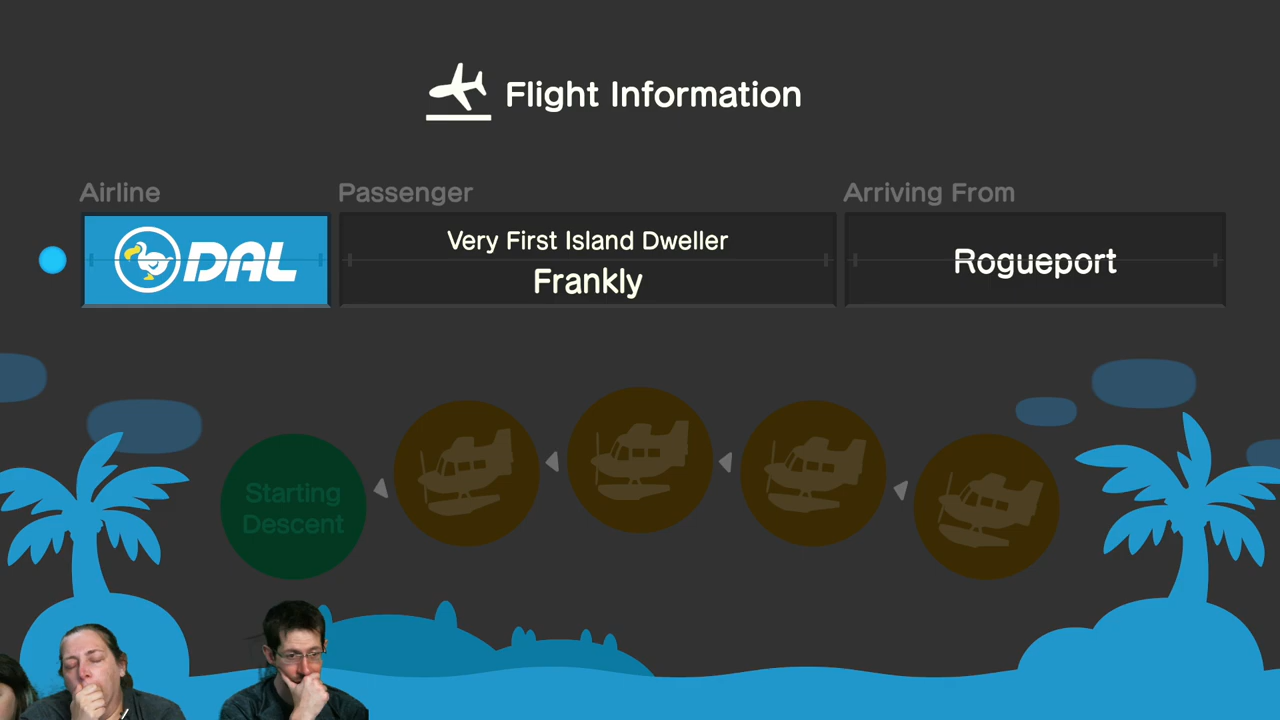 Flight Information
Airline
Passenger
Arriving From
DAL
Very First Island Dweller
Frankly
Rogueport
Starting
Descent